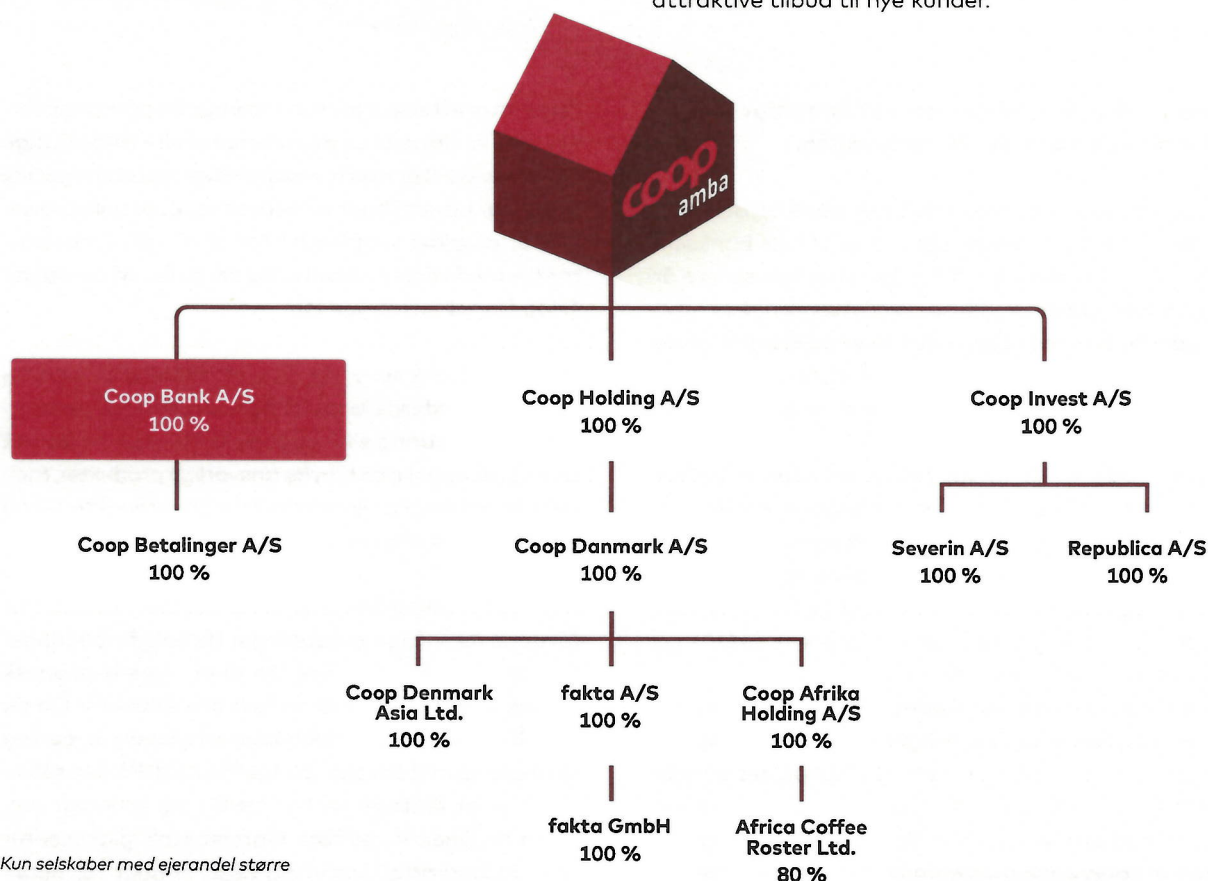 attraktive tilbud til nye kunder.
coop
amba
Coop Bank A/S
100 %
Coop Holding A/S
100 %
Coop Invest A/S
100 %
Coop Betalinger A/S
100 %
Coop Danmark A/S
100 %
Severin A/S
100 %
Republica A/S
100 %
Coop Denmark
Asia Ltd.
100 %
fakta A/S
100 %
Coop Afrika
Holding A/S
100 %
fakta GmbH
100 %
Africa Coffee
Roster Ltd.
80 %
Kun selskaber med ejerandel større